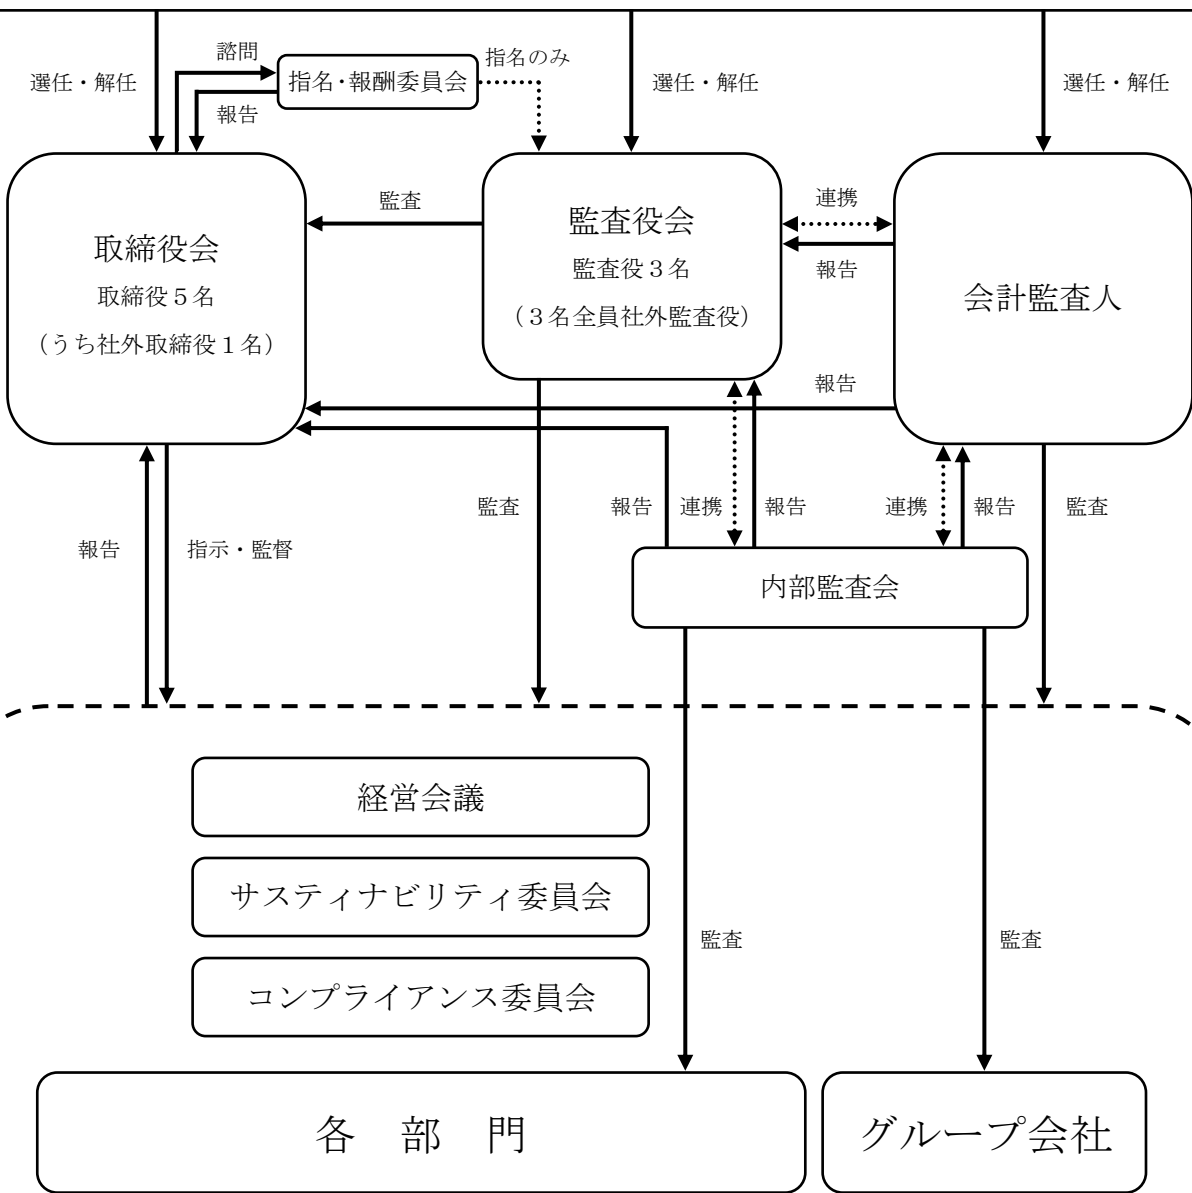 諮問
指名のみ
選任・解任
指名・報酬委員会
選任・解任
選任・解任
報告
監査
連携
取締役会
取締役５名
（うち社外取締役１名）
監査役会
監査役３名
（３名全員社外監査役）
報告
会計監査人
報告
監査
報告
連携
報告
連携
報告
監査
報告
指示・監督
内部監査会
経営会議
サスティナビリティ委員会
コンプライアンス委員会
監査
監査
各　部　門
グループ会社